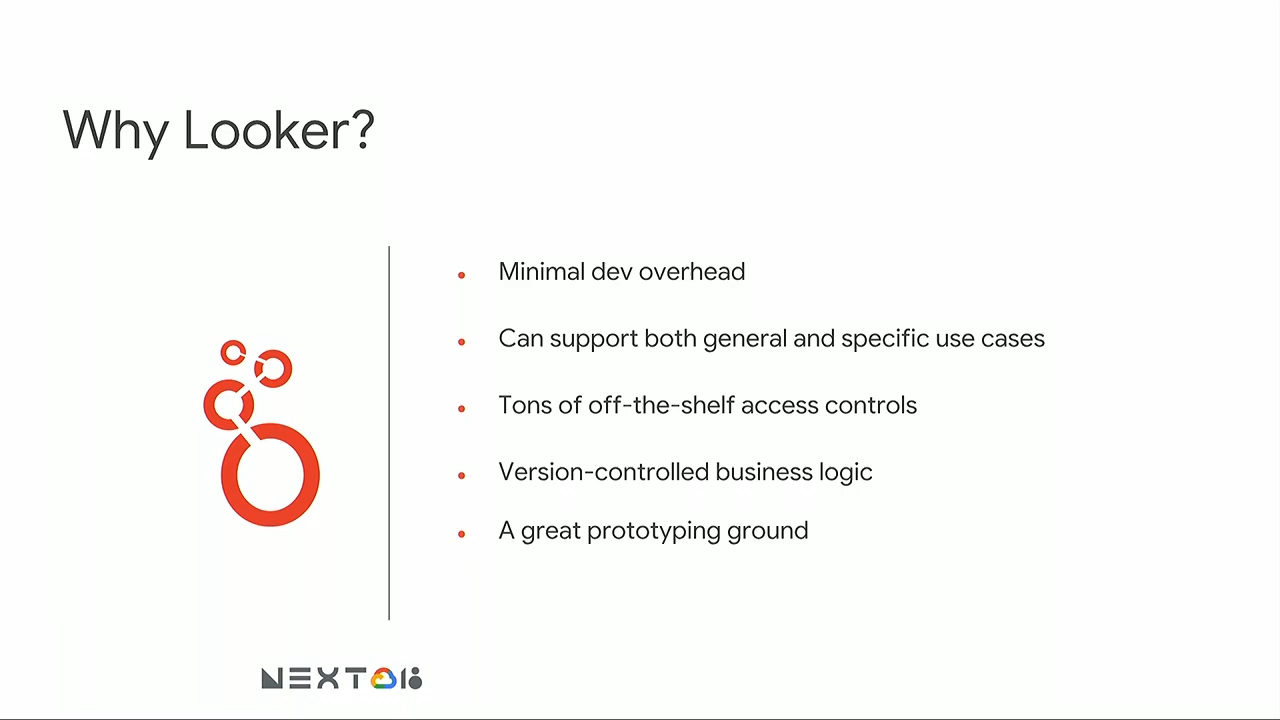 Why Looker?
Minimal dev overhead
Can support both general and specific use cases
Tons of off-the-shelf access controls
Version-controlled business logic
A great prototyping ground
NEXT 18